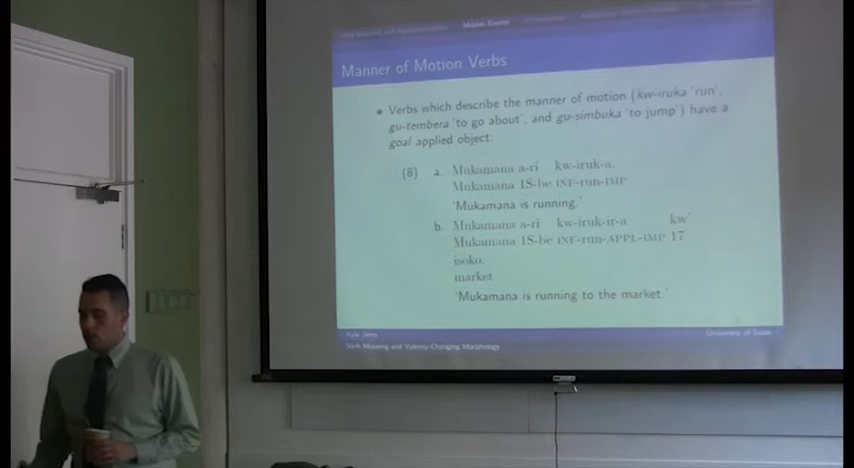 Motion Events
Manner of Motion Verbs
Verbs which describe the manner of motion (kw-iruka 'run',
gu-tembera 'to go about', and gu-simbuka 'to jump') have a
goal applied object:
(8) a. Mukamana a-ri kw-iruk-a.
Mukamana 1S-be INF-run-IMP
'Mukamana is running.'
b. Mukamana a-ri kw-iruk-ir-a kw'
Mukamana 1S-be INF-run-APPL-IMP 17
isoko.
market
'Mukamana is running to the market.'
Kyle Jerro
University of Essex
Verb Meaning and Valency-Changing Morphology